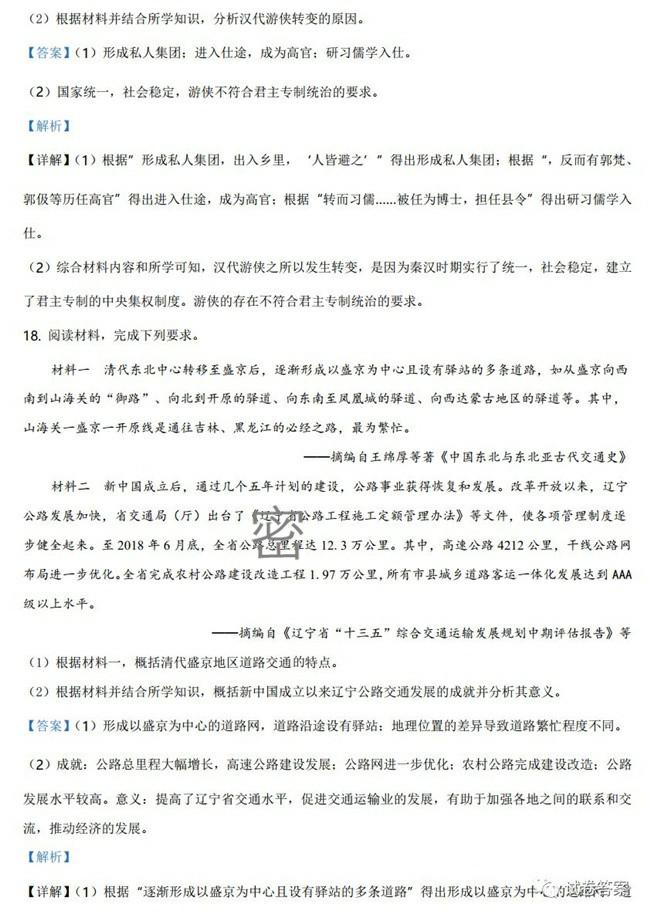 （2）根据材料并结合所学知识，分析汉代游侠转变的原因。
【答案】（1）形成私人集团；进入仕途，成为高官；研习儒学入仕。
（2）国家统一，社会稳定，游侠不符合君主专制统治的要求。
【解析】
【详解】（1）根据”形成私人集团，出入乡里，‘人皆避之’”得出形成私人集团；根据“，反而有郭梵、
郭伋等历任高官”得出进入仕途，成为高官；根据“转而习儒……被任为博士，担任县令”得出研习儒学入
仕。
（2）综合材料内容和所学可知，汉代游侠之所以发生转变，是因为秦汉时期实行了统一，社会稳定，建立
了君主专制的中央集权制度。游侠的存在不符合君主专制统治的要求。
18. 阅读材料，完成下列要求。
材料一 清代东北中心转移至盛京后，逐渐形成以盛京为中心且设有驿站的多条道路，如从盛京向西
南到山海关的“御路”、向北到开原的驿道、向东南至凤凰城的驿道、向西达蒙古地区的驿道等。其中，
山海关一盛京一开原线是通往吉林、黑龙江的必经之路，最为繁忙。
——摘编自王绵厚等著《中国东北与东北亚古代交通史》
材料二 新中国成立后，通过几个五年计划的建设，公路事业获得恢复和发展。改革开放以来，辽宁
公路发展加快，省交通局（厅）出台了《辽宁省公路工程施工定额管理办法》等文件，使各项管理制度逐
步健全起来。至 2018 年 6 月底，全省公路总里程达 12.3 万公里。其中，高速公路 4212 公里，干线公路网
布局进一步优化。全省完成农村公路建设改造工程 1.97 万公里，所有市县城乡道路客运一体化发展达到 AAA
级以上水平。
——摘编自《辽宁省“十三五”综合交通运输发展规划中期评估报告》等
（1）根据材料一，概括清代盛京地区道路交通的特点。
（2）根据材料并结合所学知识，概括新中国成立以来辽宁公路交通发展的成就并分析其意义。
【答案】（1）形成以盛京为中心的道路网，道路沿途设有驿站；地理位置的差异导致道路繁忙程度不同。
（2）成就：公路总里程大幅增长，高速公路建设发展；公路网进一步优化；农村公路完成建设改造；公路
发展水平较高。意义：提高了辽宁省交通水平，促进交通运输业的发展，有助于加强各地之间的联系和交
流，推动经济的发展。
【解析】
【详解】（1）根据“逐渐形成以盛京为中心且设有驿站的多条道路”得出形成以盛京为中心的道路网，道
密
试卷答案